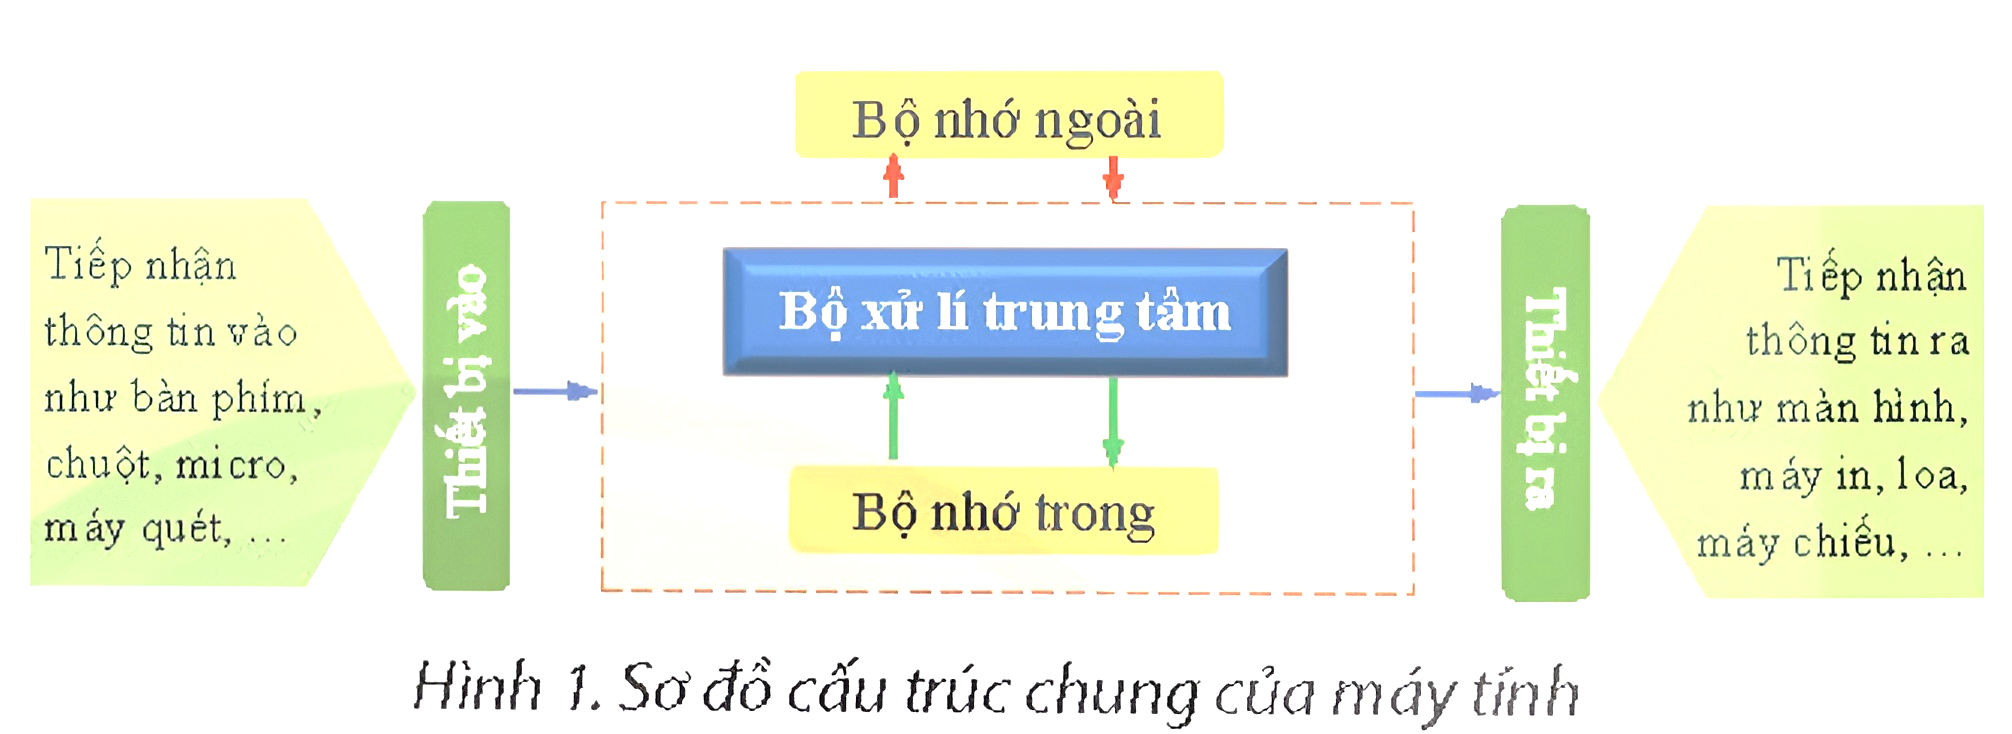 Bộ nhớ ngoài
Tiếp nhận
thông tin vào
như bàn phím,
chuột, micro,
máy quét, ...
Thiết bị vào
Bộ xử lí trung tâm
Bộ nhớ trong
Thiết bị ra
Tiếp nhận
thông tin ra
như màn hình,
máy in, loa,
máy chiếu, ...
Hình 1. Sơ đồ cấu trúc chung của máy tính